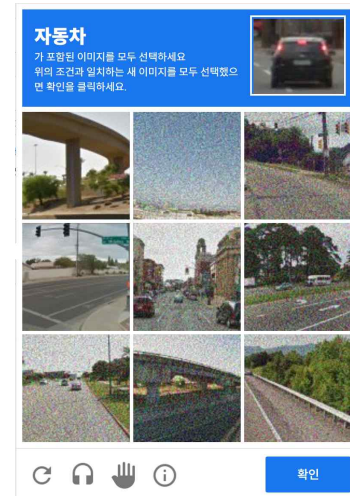 자동차
가 포함된 이미지를 모두 선택하세요
위의 조건과 일치하는 새 이미지를 모두 선택했으
면 확인을 클릭하세요.
확인